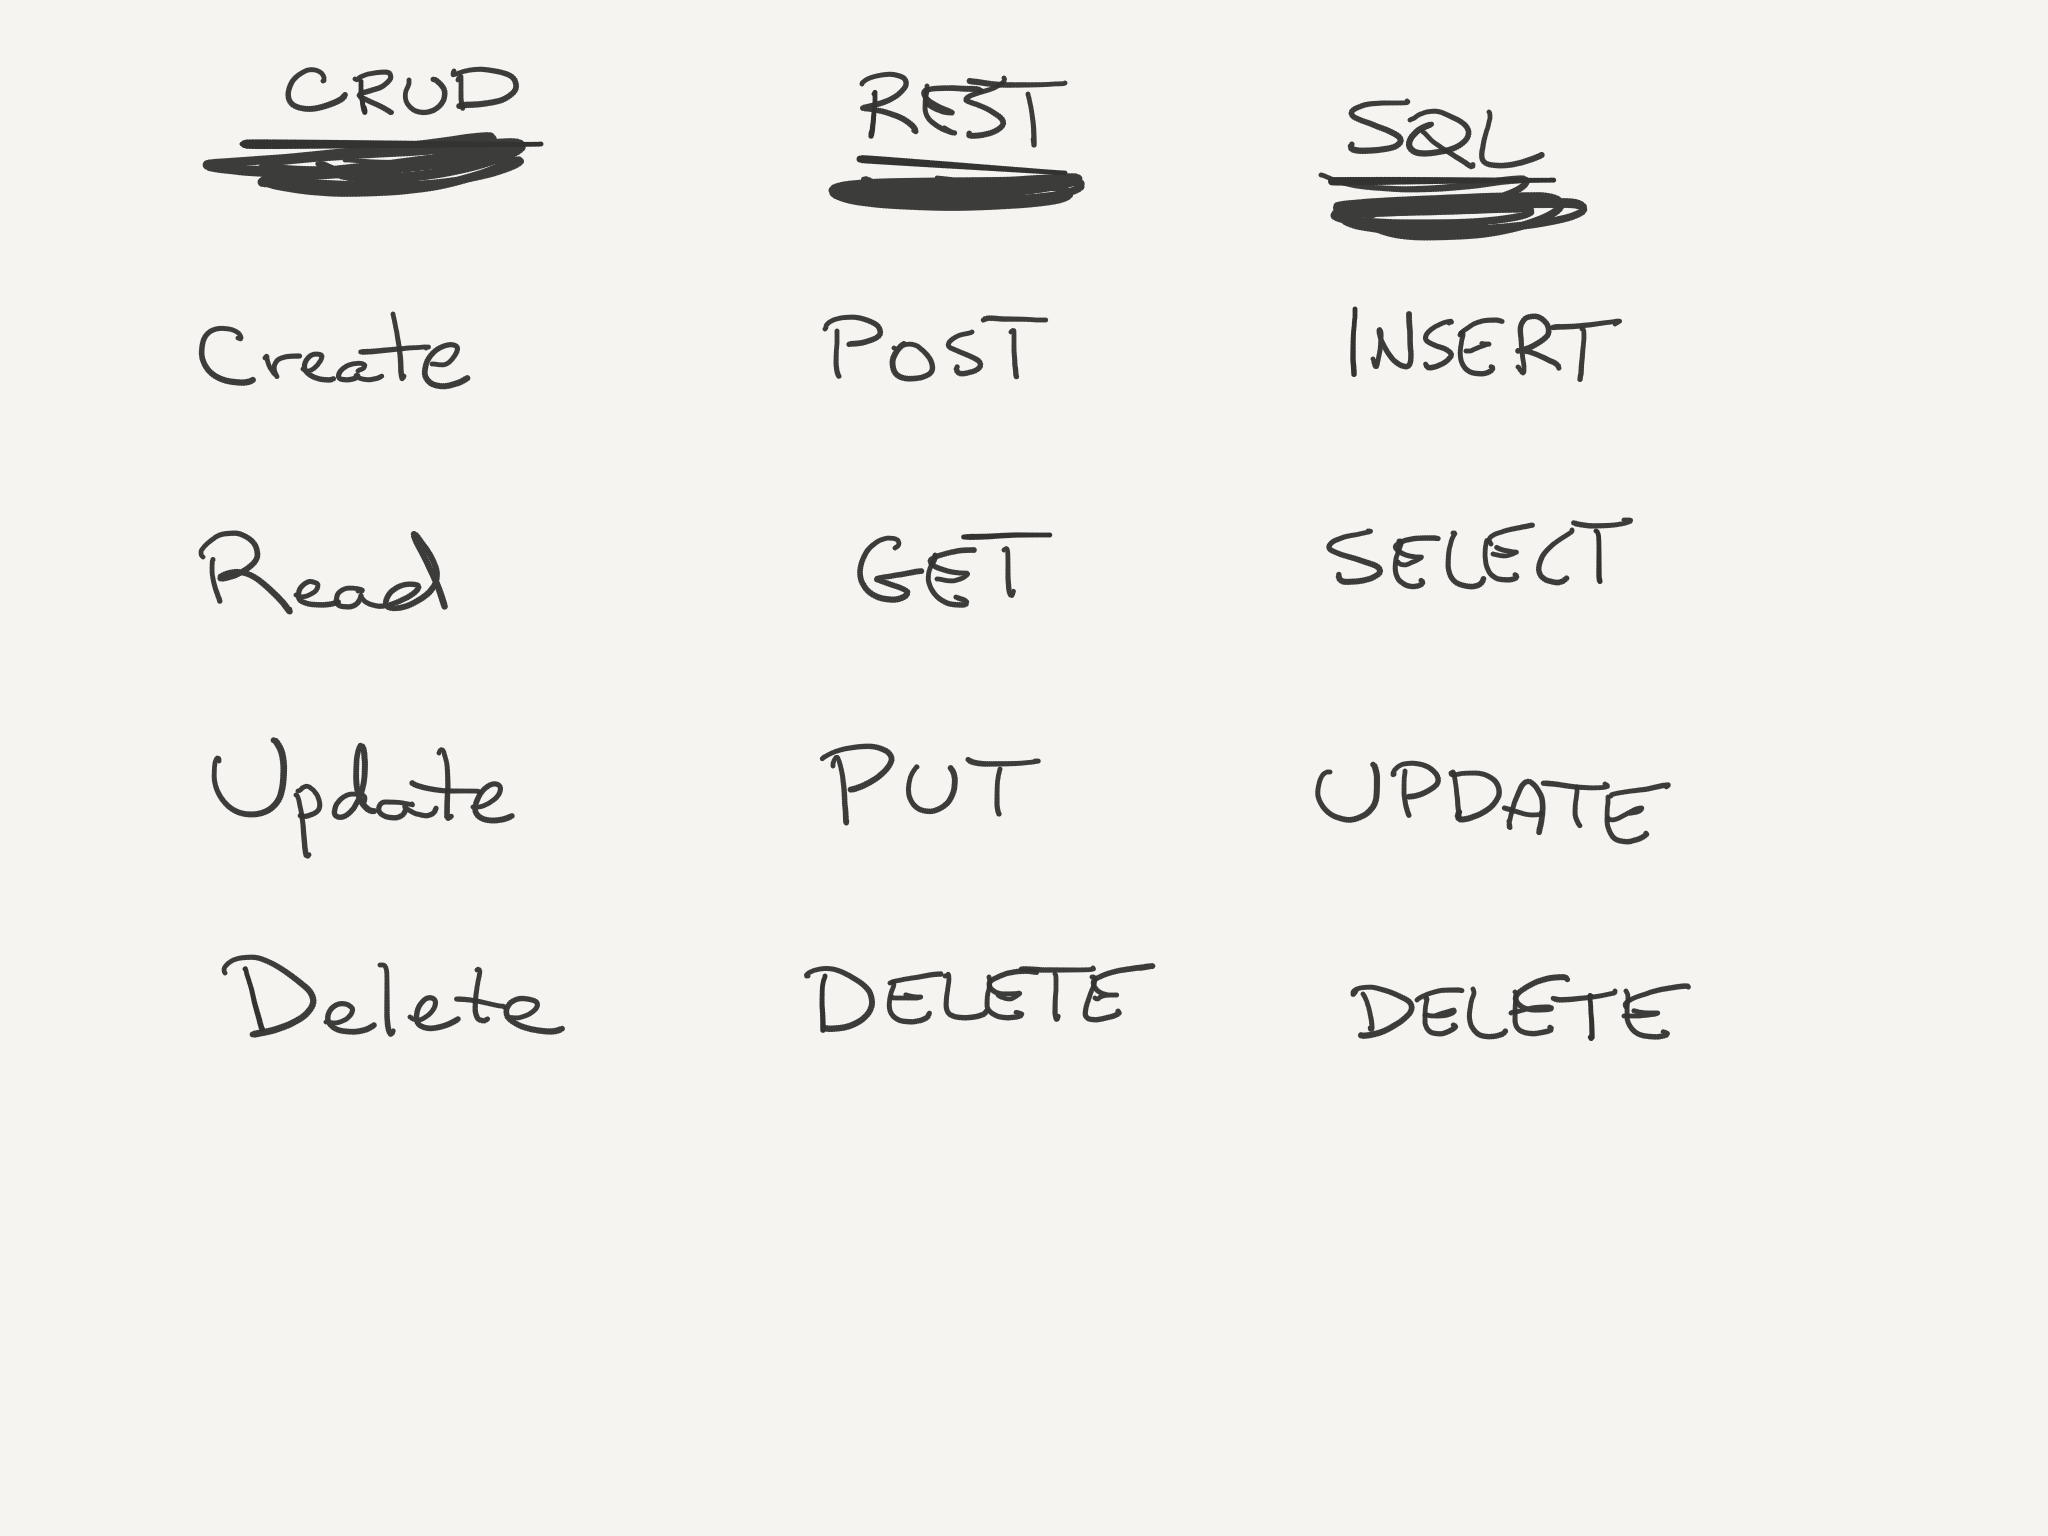 CRUD REST SQL
Create POST INSERT
Read GET SELECT
Update PUT UPDATE
Delete DELETE DELETE